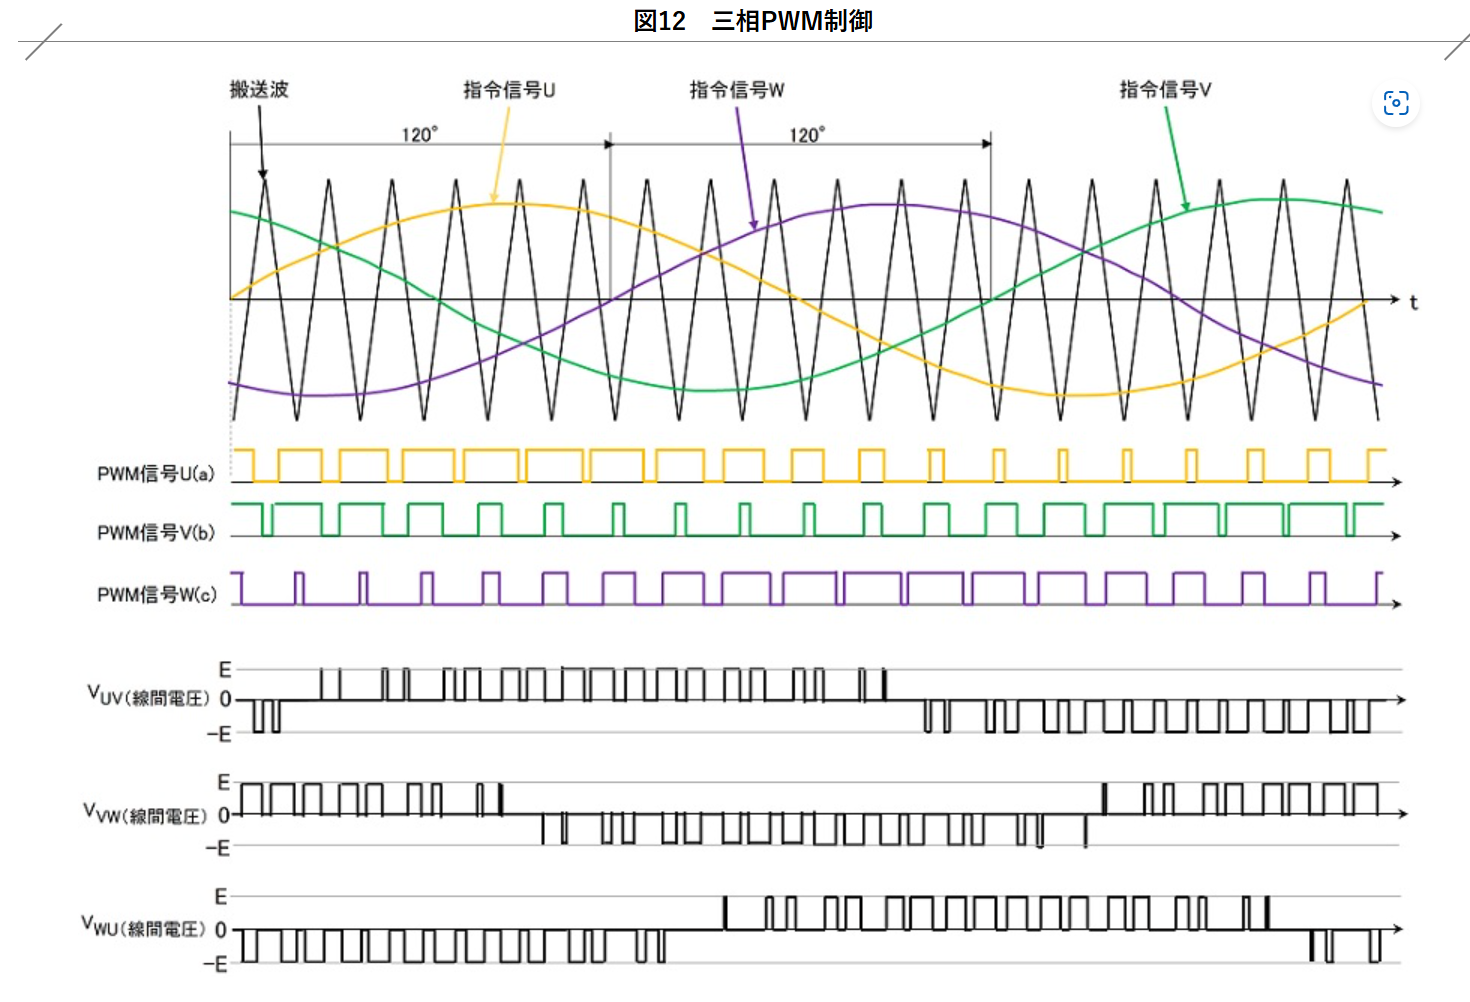 図12　三相PWM制御
搬送波
指令信号U
指令信号W
指令信号V
120°
120°
t
PWM信号U(a)
PWM信号V(b)
PWM信号W(c)
E
VUV(線間電圧) 0
-E
E
VVW(線間電圧) 0
-E
E
VWU(線間電圧) 0
-E